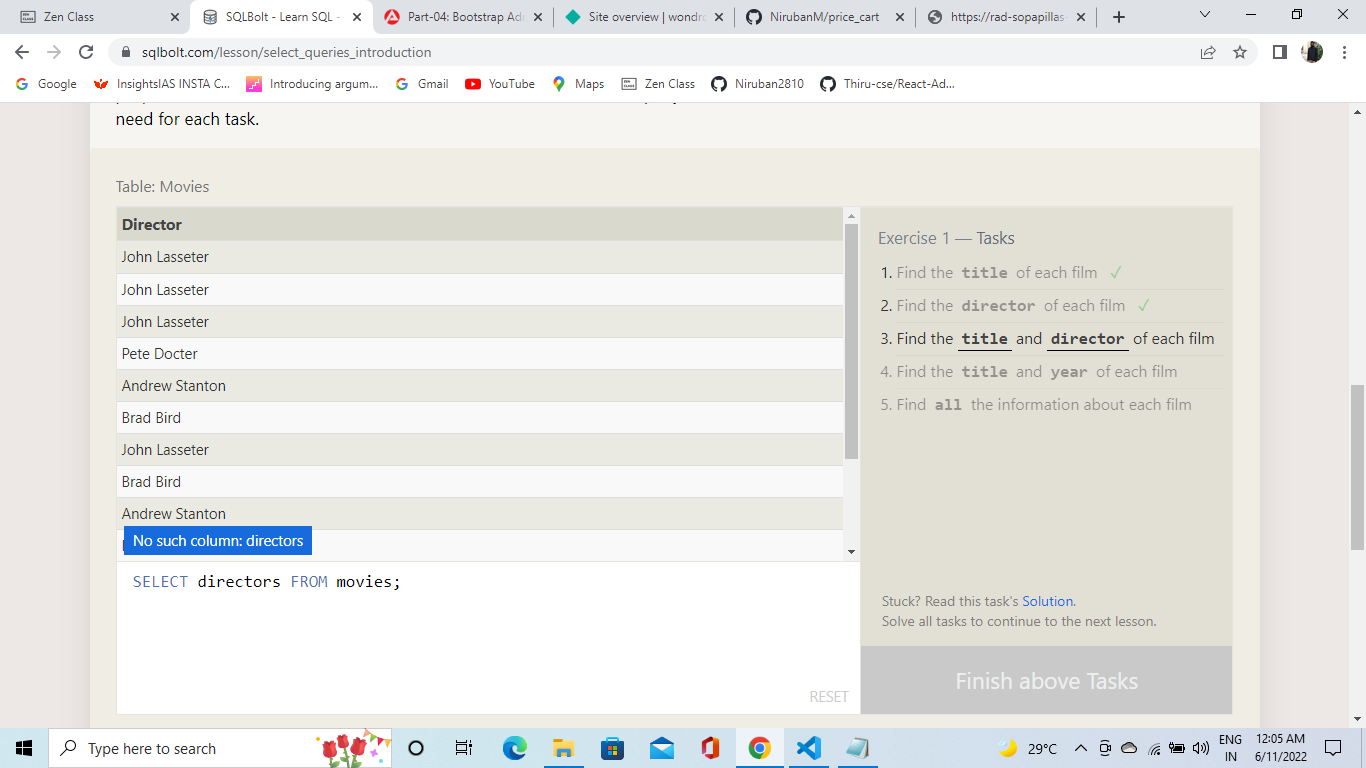 Zen Class
SQLBolt - Learn SQL -
Part-04: Bootstrap Ad
Site overview | wondro
NirubanM/price_cart
https://rad-sopapillas-
sqlbolt.com/lesson/select_queries_introduction
Google
InsightsIAS INSTA C...
Introducing argum...
Gmail
YouTube
Maps
Zen Class
Niruban2810
Thiru-cse/React-Ad...
need for each task.
Table: Movies
Director
John Lasseter
John Lasseter
John Lasseter
Pete Docter
Andrew Stanton
Brad Bird
John Lasseter
Brad Bird
Andrew Stanton
No such column: directors
SELECT directors FROM movies;
RESET
Exercise 1 — Tasks
1. Find the title of each film ✓
2. Find the director of each film ✓
3. Find the title and director of each film
4. Find the title and year of each film
5. Find all the information about each film
Stuck? Read this task's Solution.
Solve all tasks to continue to the next lesson.
Finish above Tasks
Type here to search
29°C
ENG
IN
12:05 AM
6/11/2022